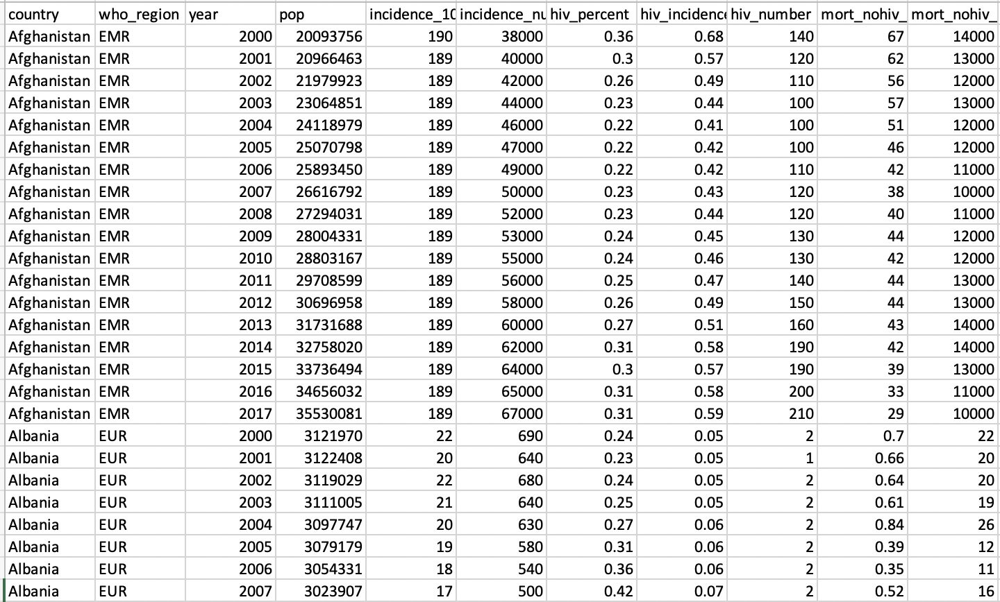 country who_region year pop incidence_10 incidence_nu hiv_percent hiv_incidence hiv_number mort_nohiv_ mort_nohiv_
Afghanistan EMR 2000 20093756 190 38000 0.36 0.68 140 67 14000
Afghanistan EMR 2001 20966463 189 40000 0.3 0.57 120 62 13000
Afghanistan EMR 2002 21979923 189 42000 0.26 0.49 110 56 12000
Afghanistan EMR 2003 23064851 189 44000 0.23 0.44 100 57 13000
Afghanistan EMR 2004 24118979 189 46000 0.22 0.41 100 51 12000
Afghanistan EMR 2005 25070798 189 47000 0.22 0.42 100 46 12000
Afghanistan EMR 2006 25893450 189 49000 0.22 0.42 110 42 11000
Afghanistan EMR 2007 26616792 189 50000 0.23 0.43 120 38 10000
Afghanistan EMR 2008 27294031 189 52000 0.23 0.44 120 40 11000
Afghanistan EMR 2009 28004331 189 53000 0.24 0.45 130 44 12000
Afghanistan EMR 2010 28803167 189 55000 0.24 0.46 130 42 12000
Afghanistan EMR 2011 29708599 189 56000 0.25 0.47 140 44 13000
Afghanistan EMR 2012 30696958 189 58000 0.26 0.49 150 44 13000
Afghanistan EMR 2013 31731688 189 60000 0.27 0.51 160 43 14000
Afghanistan EMR 2014 32758020 189 62000 0.31 0.58 190 42 14000
Afghanistan EMR 2015 33736494 189 64000 0.3 0.57 190 39 13000
Afghanistan EMR 2016 34656032 189 65000 0.31 0.58 200 33 11000
Afghanistan EMR 2017 35530081 189 67000 0.31 0.59 210 29 10000
Albania EUR 2000 3121970 22 690 0.24 0.05 2 0.7 22
Albania EUR 2001 3122408 20 640 0.23 0.05 1 0.66 20
Albania EUR 2002 3119029 22 680 0.24 0.05 2 0.64 20
Albania EUR 2003 3111005 21 640 0.25 0.05 2 0.61 19
Albania EUR 2004 3097747 20 630 0.27 0.06 2 0.84 26
Albania EUR 2005 3079179 19 580 0.31 0.06 2 0.39 12
Albania EUR 2006 3054331 18 540 0.36 0.06 2 0.35 11
Albania EUR 2007 3023907 17 500 0.42 0.07 2 0.52 16